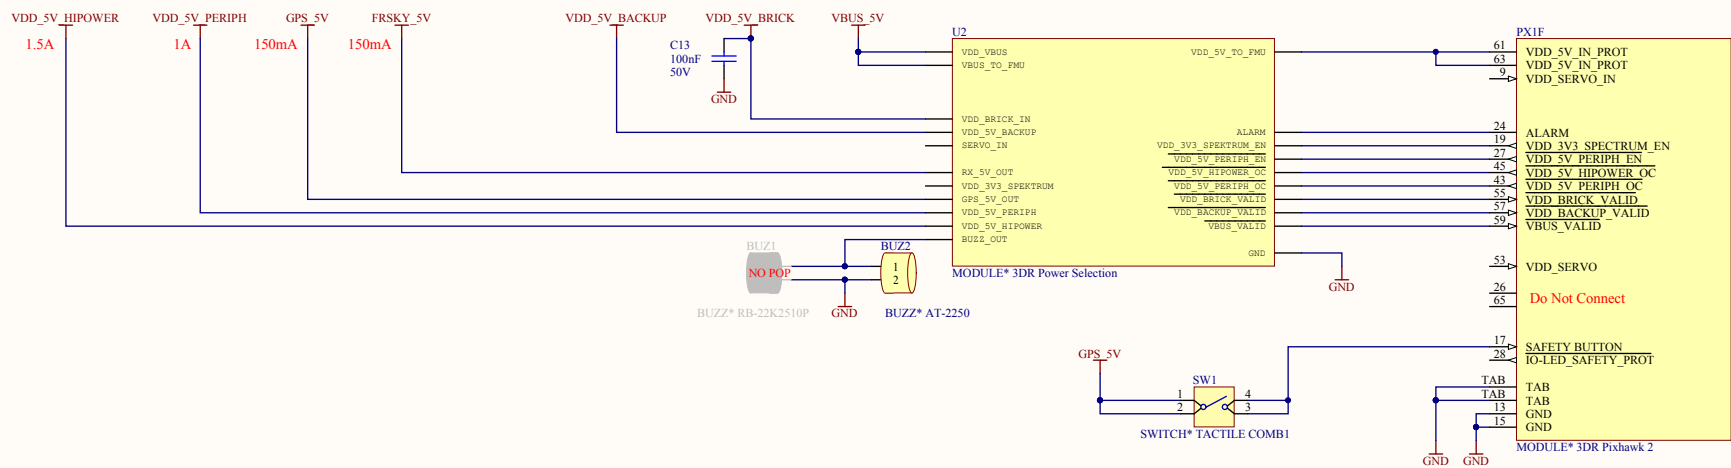 VDD_5V_HIPOWER
1.5A
VDD_5V_PERIPH
1A
GPS_5V
150mA
FRSKY_5V
150mA
VDD_5V_BACKUP
VDD_5V_BRICK
C13
100nF
50V
GND
VBUS_5V
U2
VDD_VBUS
VBUS_TO_FMU
VDD_BRICK_IN
VDD_5V_BACKUP
SERVO_IN
RX_5V_OUT
VDD_3V3_SPEKTRUM
GPS_5V_OUT
VDD_5V_PERIPH
VDD_5V_HIPOWER
BUZZ_OUT
VDD_5V_TO_FMU
ALARM
VDD_3V3_SPEKTRUM_EN
VDD_5V_PERIPH_EN
VDD_5V_HIPOWER_OC
VDD_5V_PERIPH_OC
VDD_BRICK_VALID
VDD_BACKUP_VALID
VBUS_VALID
GND
MODULE* 3DR Power Selection
GND
BUZ1
NO POP
BUZZ* RB-22K2510P
GND
BUZ2
1
2
BUZZ* AT-2250
GPS_5V
SW1
1
2
4
3
SWITCH* TACTILE COMB1
PX1F
61 VDD_5V_IN_PROT
63 VDD_5V_IN_PROT
9 VDD_SERVO_IN
24 ALARM
19 VDD_3V3_SPECTRUM_EN
27 VDD_5V_PERIPH_EN
45 VDD_5V_HIPOWER_OC
43 VDD_5V_PERIPH_OC
55 VDD_BRICK_VALID
57 VDD_BACKUP_VALID
59 VBUS_VALID
53 VDD_SERVO
26
65
Do Not Connect
17 SAFETY BUTTON
28 IO-LED_SAFETY_PROT
TAB TAB
TAB TAB
13 GND
15 GND
MODULE* 3DR Pixhawk 2
GND
GND